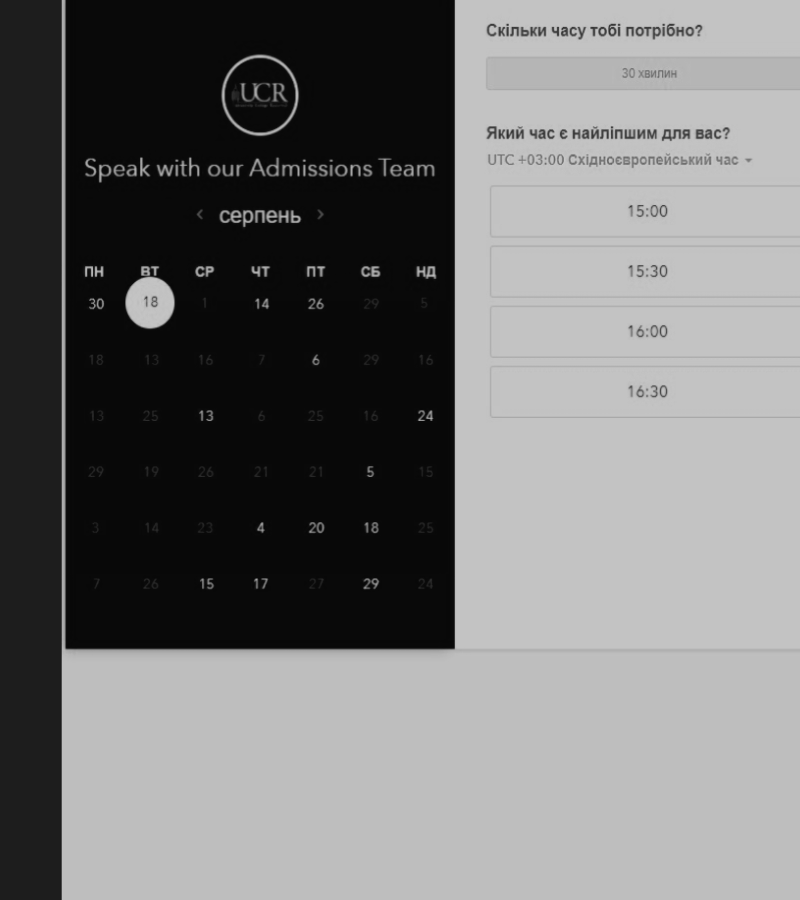 UCR
Speak with our Admissions Team
‹ серпень ›
ПН ВТ СР ЧТ ПТ СБ НД
30 18 1 14 26 29 5
18 13 16 7 6 29 16
13 25 13 6 25 16 24
29 19 26 21 21 5 15
3 14 23 4 20 18 25
7 26 15 17 27 29 24
Скільки часу тобі потрібно?
30 хвилин
Який час є найліпшим для вас?
UTC +03:00 Східноєвропейський час
15:00
15:30
16:00
16:30